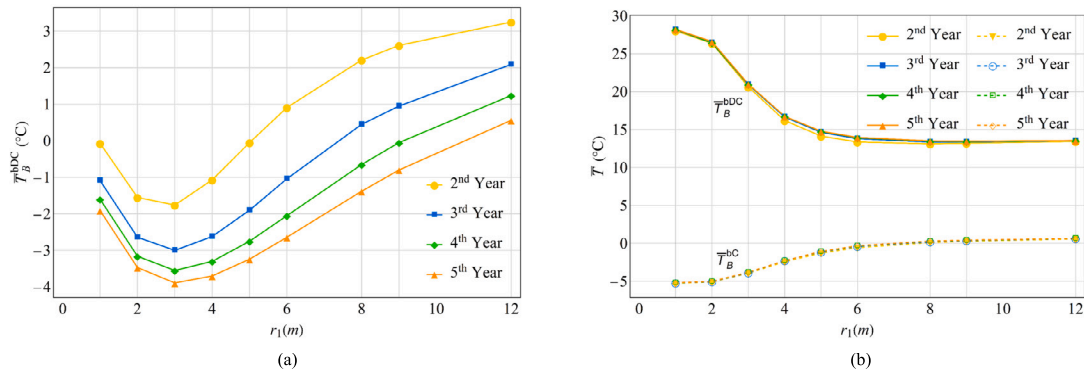 3
2
1
0
−1
−2
−3
−4
0
2
4
6
8
10
12
T̅_B^bDC (°C)
r₁(m)
2ⁿᵈ Year
3ʳᵈ Year
4ᵗʰ Year
5ᵗʰ Year
(a)
30
25
20
15
10
5
0
−5
0
2
4
6
8
10
12
T̅ (°C)
r₁(m)
T̅_B^bDC
T̅_B^bC
2ⁿᵈ Year 2ⁿᵈ Year
3ʳᵈ Year 3ʳᵈ Year
4ᵗʰ Year 4ᵗʰ Year
5ᵗʰ Year 5ᵗʰ Year
(b)